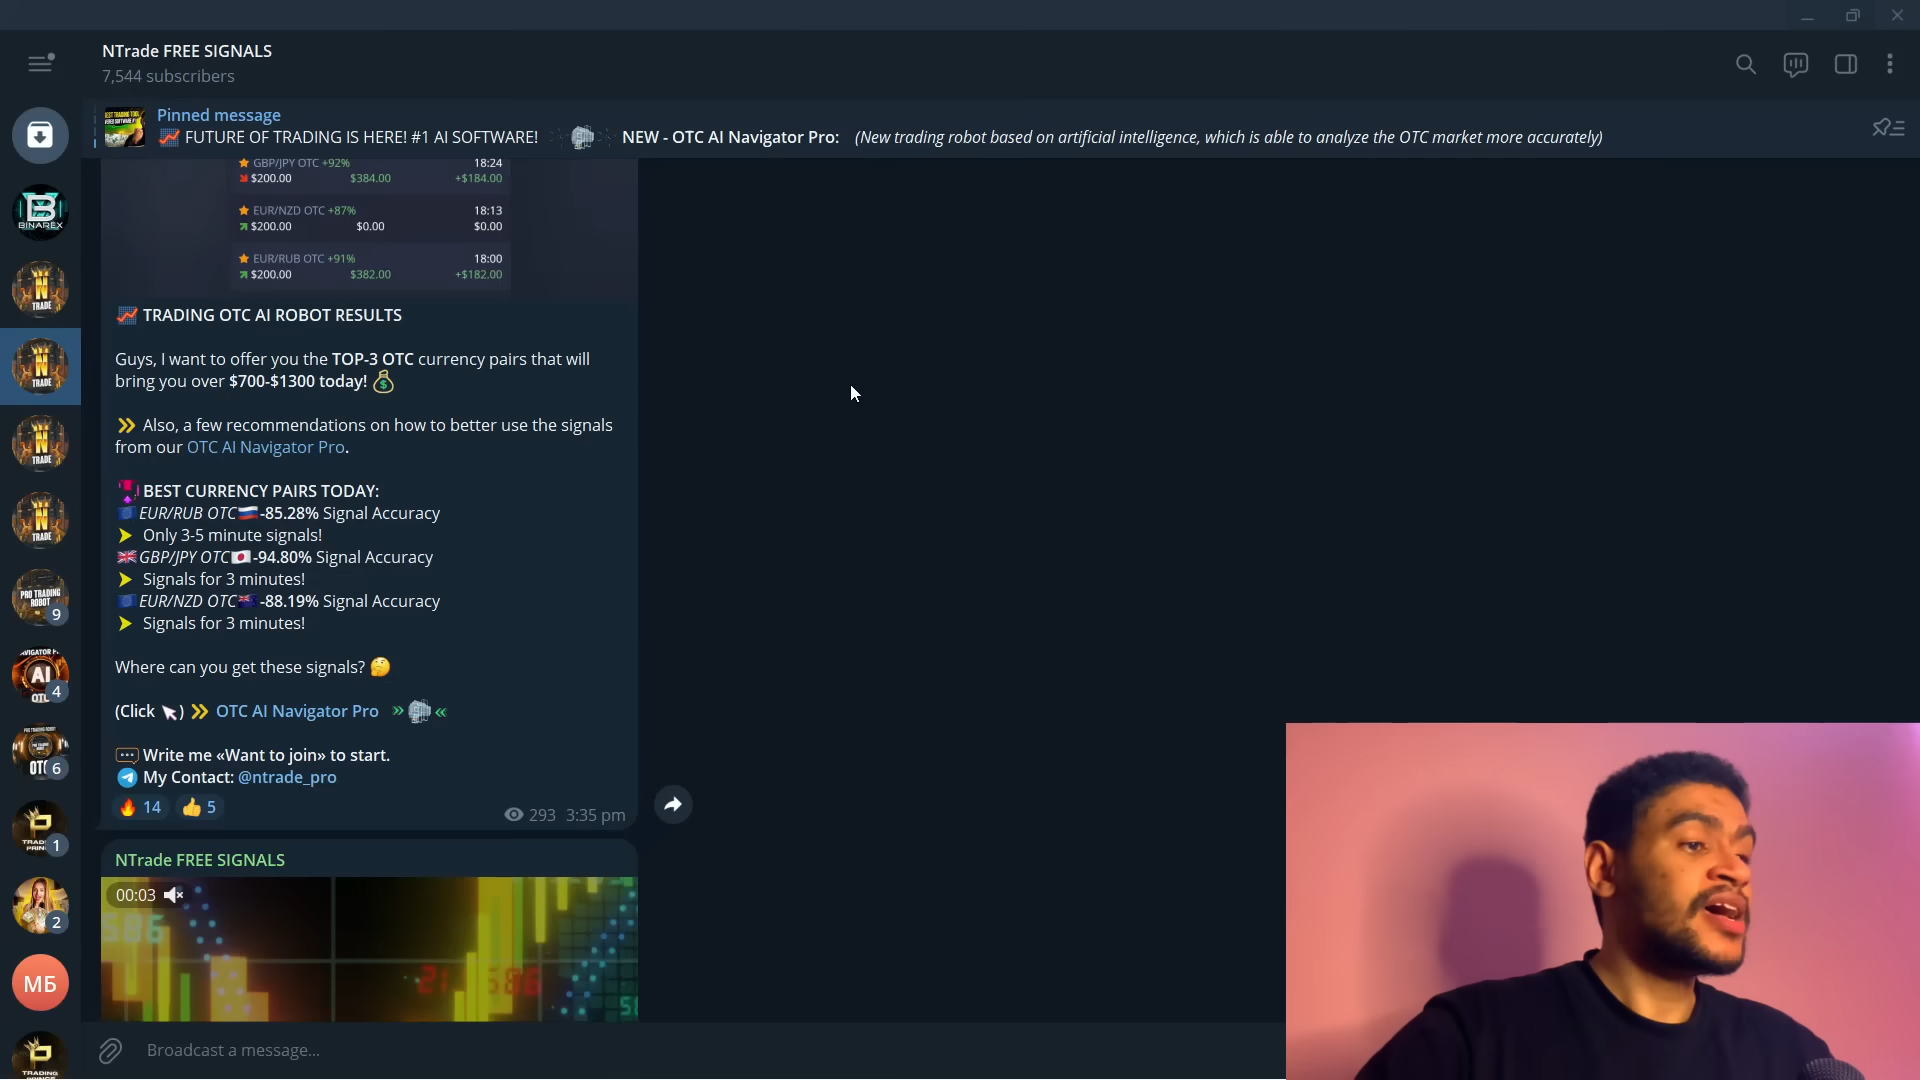 NTrade FREE SIGNALS
7,544 subscribers
Pinned message
FUTURE OF TRADING IS HERE! #1 AI SOFTWARE! NEW - OTC AI Navigator Pro: (New trading robot based on artificial intelligence, which is able to analyze the OTC market more accurately)
GBP/JPY OTC +92% 18:24
$200.00 $384.00 +$184.00
EUR/NZD OTC +87% 18:13
$200.00 $0.00 $0.00
EUR/RUB OTC +91% 18:00
$200.00 $382.00 +$182.00
TRADING OTC AI ROBOT RESULTS
Guys, I want to offer you the TOP-3 OTC currency pairs that will
bring you over $700-$1300 today!
Also, a few recommendations on how to better use the signals
from our OTC AI Navigator Pro.
BEST CURRENCY PAIRS TODAY:
EUR/RUB OTC -85.28% Signal Accuracy
Only 3-5 minute signals!
GBP/JPY OTC -94.80% Signal Accuracy
Signals for 3 minutes!
EUR/NZD OTC -88.19% Signal Accuracy
Signals for 3 minutes!
Where can you get these signals?
(Click ) OTC AI Navigator Pro
Write me «Want to join» to start.
My Contact: @ntrade_pro
14 5
293 3:35 pm
NTrade FREE SIGNALS
00:03
Broadcast a message...
BINAREX
N TRADE
N TRADE
N TRADE
N TRADE
PRO TRADING ROBOT 9
AI 4
OTC 6
1
2
МБ
TRADING